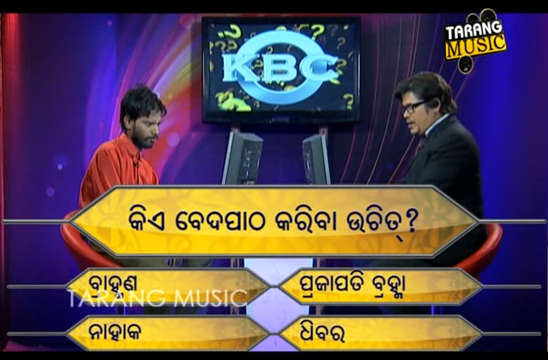 TARANG
MUSIC
KBC
କିଏ ବେଦପାଠ କରିବା ଉଚିତ୍?
ବାହ୍ମଣ
ପ୍ରଜାପତି ବ୍ରହ୍ମା
TARANG MUSIC
ନାହାକ
ଧିବର